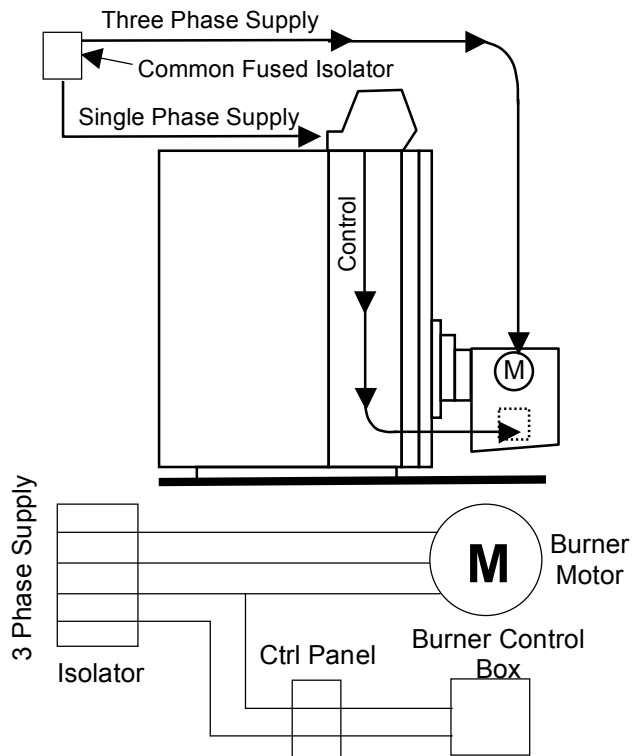 Three Phase Supply
Common Fused Isolator
Single Phase Supply
Control
M
3 Phase Supply
M
Burner
Motor
Isolator
Ctrl Panel
Burner Control
Box